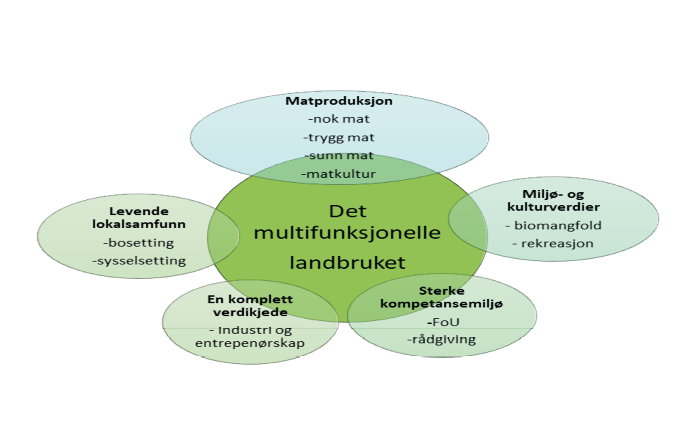 Matproduksjon
-nok mat
-trygg mat
-sunn mat
-matkultur
Det
multifunksjonelle
landbruket
Levende
lokalsamfunn
-bosetting
-sysselsetting
Miljø- og
kulturverdier
- biomangfold
- rekreasjon
En komplett
verdikjede
- Industri og
entrepenørskap
Sterke
kompetansemiljø
-FoU
-rådgiving